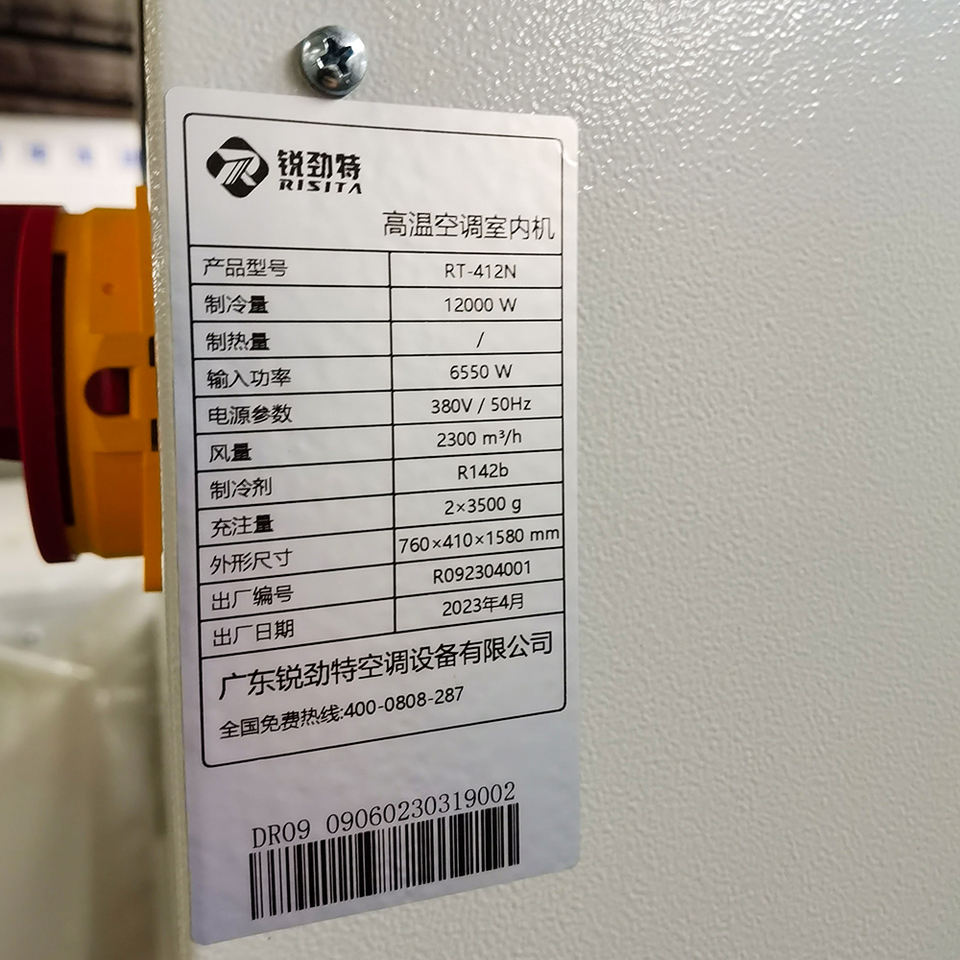 锐劲特
RISITA
高温空调室内机
产品型号 RT-412N
制冷量 12000 W
制热量 /
输入功率 6550 W
电源参数 380V / 50Hz
风量 2300 m³/h
制冷剂 R142b
充注量 2×3500 g
外形尺寸 760×410×1580 mm
出厂编号 R092304001
出厂日期 2023年4月
广东锐劲特空调设备有限公司
全国免费热线:400-0808-287
DR09 09060230319002